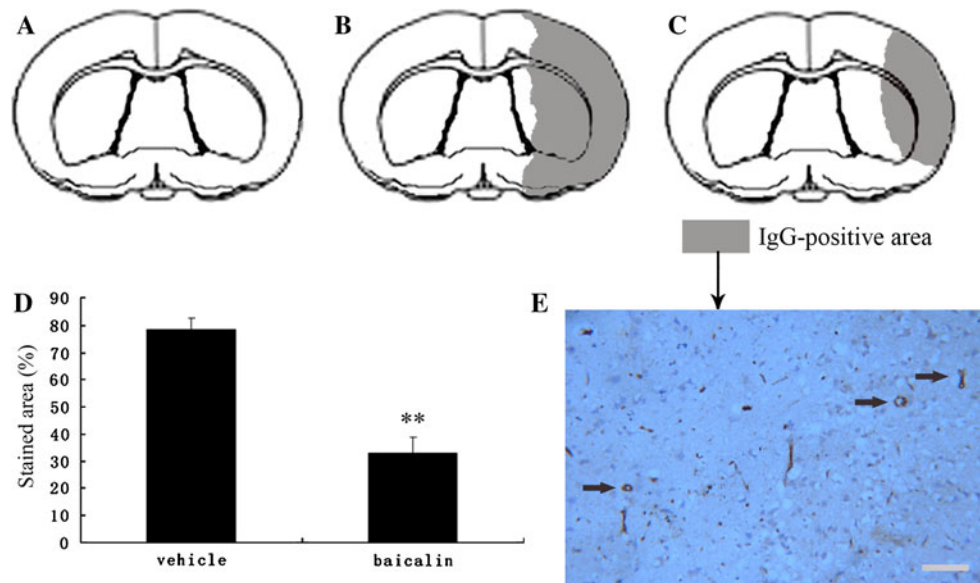 A
B
C
IgG-positive area
D
E
90
80
70
60
50
40
30
20
10
0
Stained area (%)
**
vehicle
baicalin